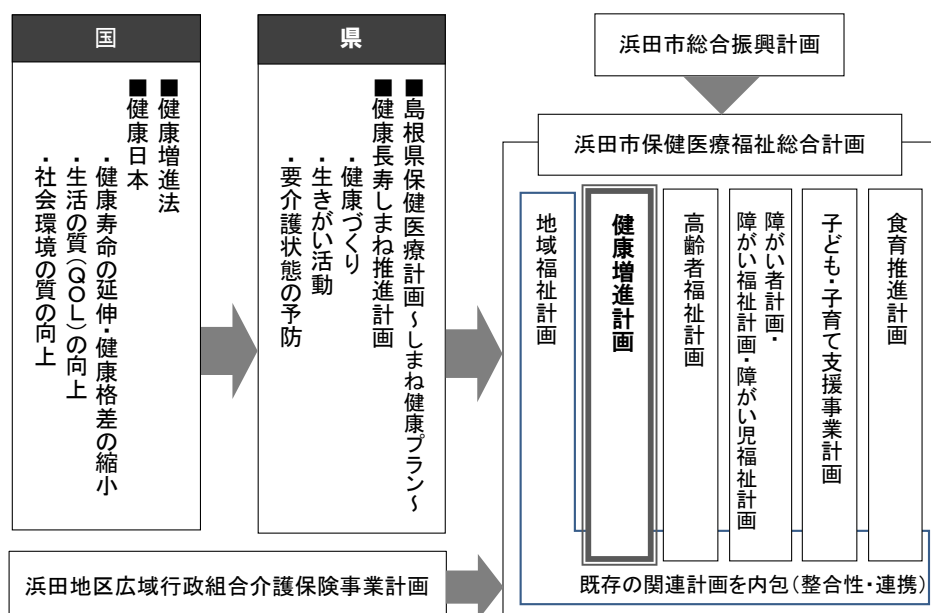 国
■健康増進法
■健康日本
・健康寿命の延伸・健康格差の縮小
・生活の質(QOL)の向上
・社会環境の質の向上
県
■島根県保健医療計画~しまね健康プラン~
■健康長寿しまね推進計画
・健康づくり
・生きがい活動
・要介護状態の予防
浜田市総合振興計画
浜田市保健医療福祉総合計画
地域福祉計画
健康増進計画
高齢者福祉計画
障がい者計画・
障がい福祉計画・障がい児福祉計画
子ども・子育て支援事業計画
食育推進計画
既存の関連計画を内包(整合性・連携)
浜田地区広域行政組合介護保険事業計画